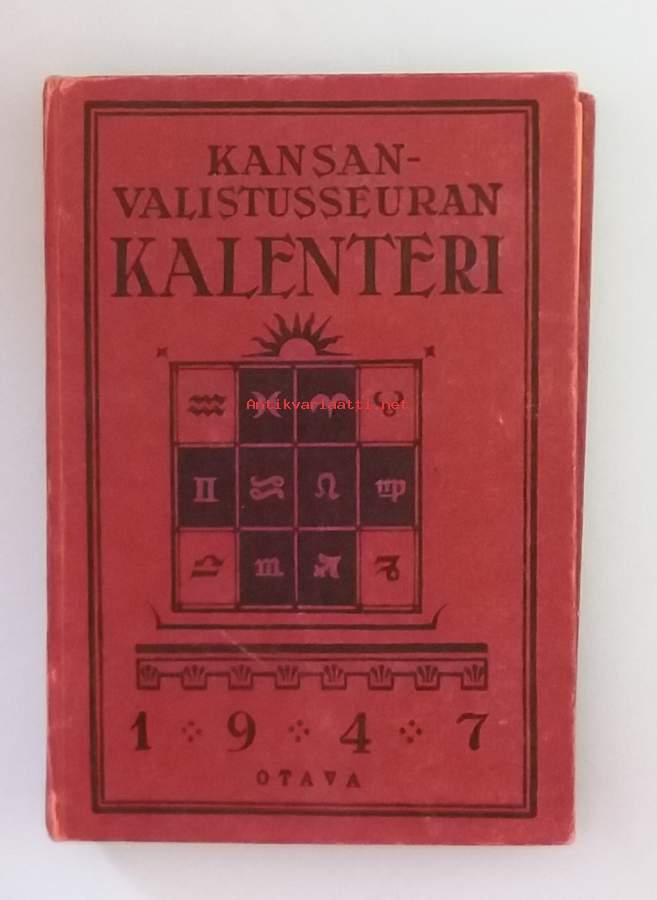 KANSAN-
VALISTUSSEURAN
KALENTERI
Antikvariaatti.net
1 9 4 7
OTAVA